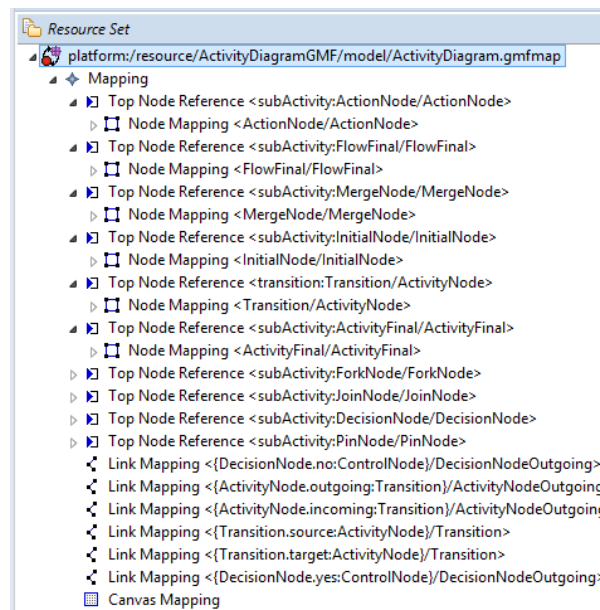 Resource Set
platform:/resource/ActivityDiagramGMF/model/ActivityDiagram.gmfmap
Mapping
Top Node Reference <subActivity:ActionNode/ActionNode>
Node Mapping <ActionNode/ActionNode>
Top Node Reference <subActivity:FlowFinal/FlowFinal>
Node Mapping <FlowFinal/FlowFinal>
Top Node Reference <subActivity:MergeNode/MergeNode>
Node Mapping <MergeNode/MergeNode>
Top Node Reference <subActivity:InitialNode/InitialNode>
Node Mapping <InitialNode/InitialNode>
Top Node Reference <transition:Transition/ActivityNode>
Node Mapping <Transition/ActivityNode>
Top Node Reference <subActivity:ActivityFinal/ActivityFinal>
Node Mapping <ActivityFinal/ActivityFinal>
Top Node Reference <subActivity:ForkNode/ForkNode>
Top Node Reference <subActivity:JoinNode/JoinNode>
Top Node Reference <subActivity:DecisionNode/DecisionNode>
Top Node Reference <subActivity:PinNode/PinNode>
Link Mapping <{DecisionNode.no:ControlNode}/DecisionNodeOutgoing>
Link Mapping <{ActivityNode.outgoing:Transition}/ActivityNodeOutgoing
Link Mapping <{ActivityNode.incoming:Transition}/ActivityNodeOutgoing
Link Mapping <{Transition.source:ActivityNode}/Transition>
Link Mapping <{Transition.target:ActivityNode}/Transition>
Link Mapping <{DecisionNode.yes:ControlNode}/DecisionNodeOutgoing>
Canvas Mapping